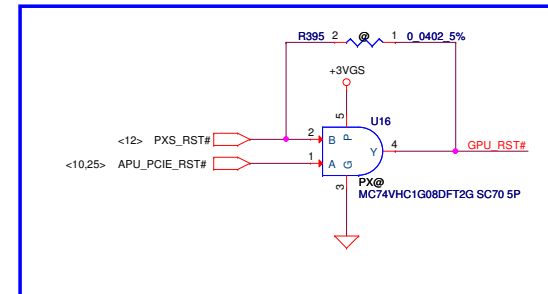 R395 2 @ 1 0_0402_5%
+3VGS
5
U16
<12> PXS_RST# 2 B P
Y 4 GPU_RST#
<10,25> APU_PCIE_RST# 1 A G
3
PX@
MC74VHC1G08DFT2G SC70 5P